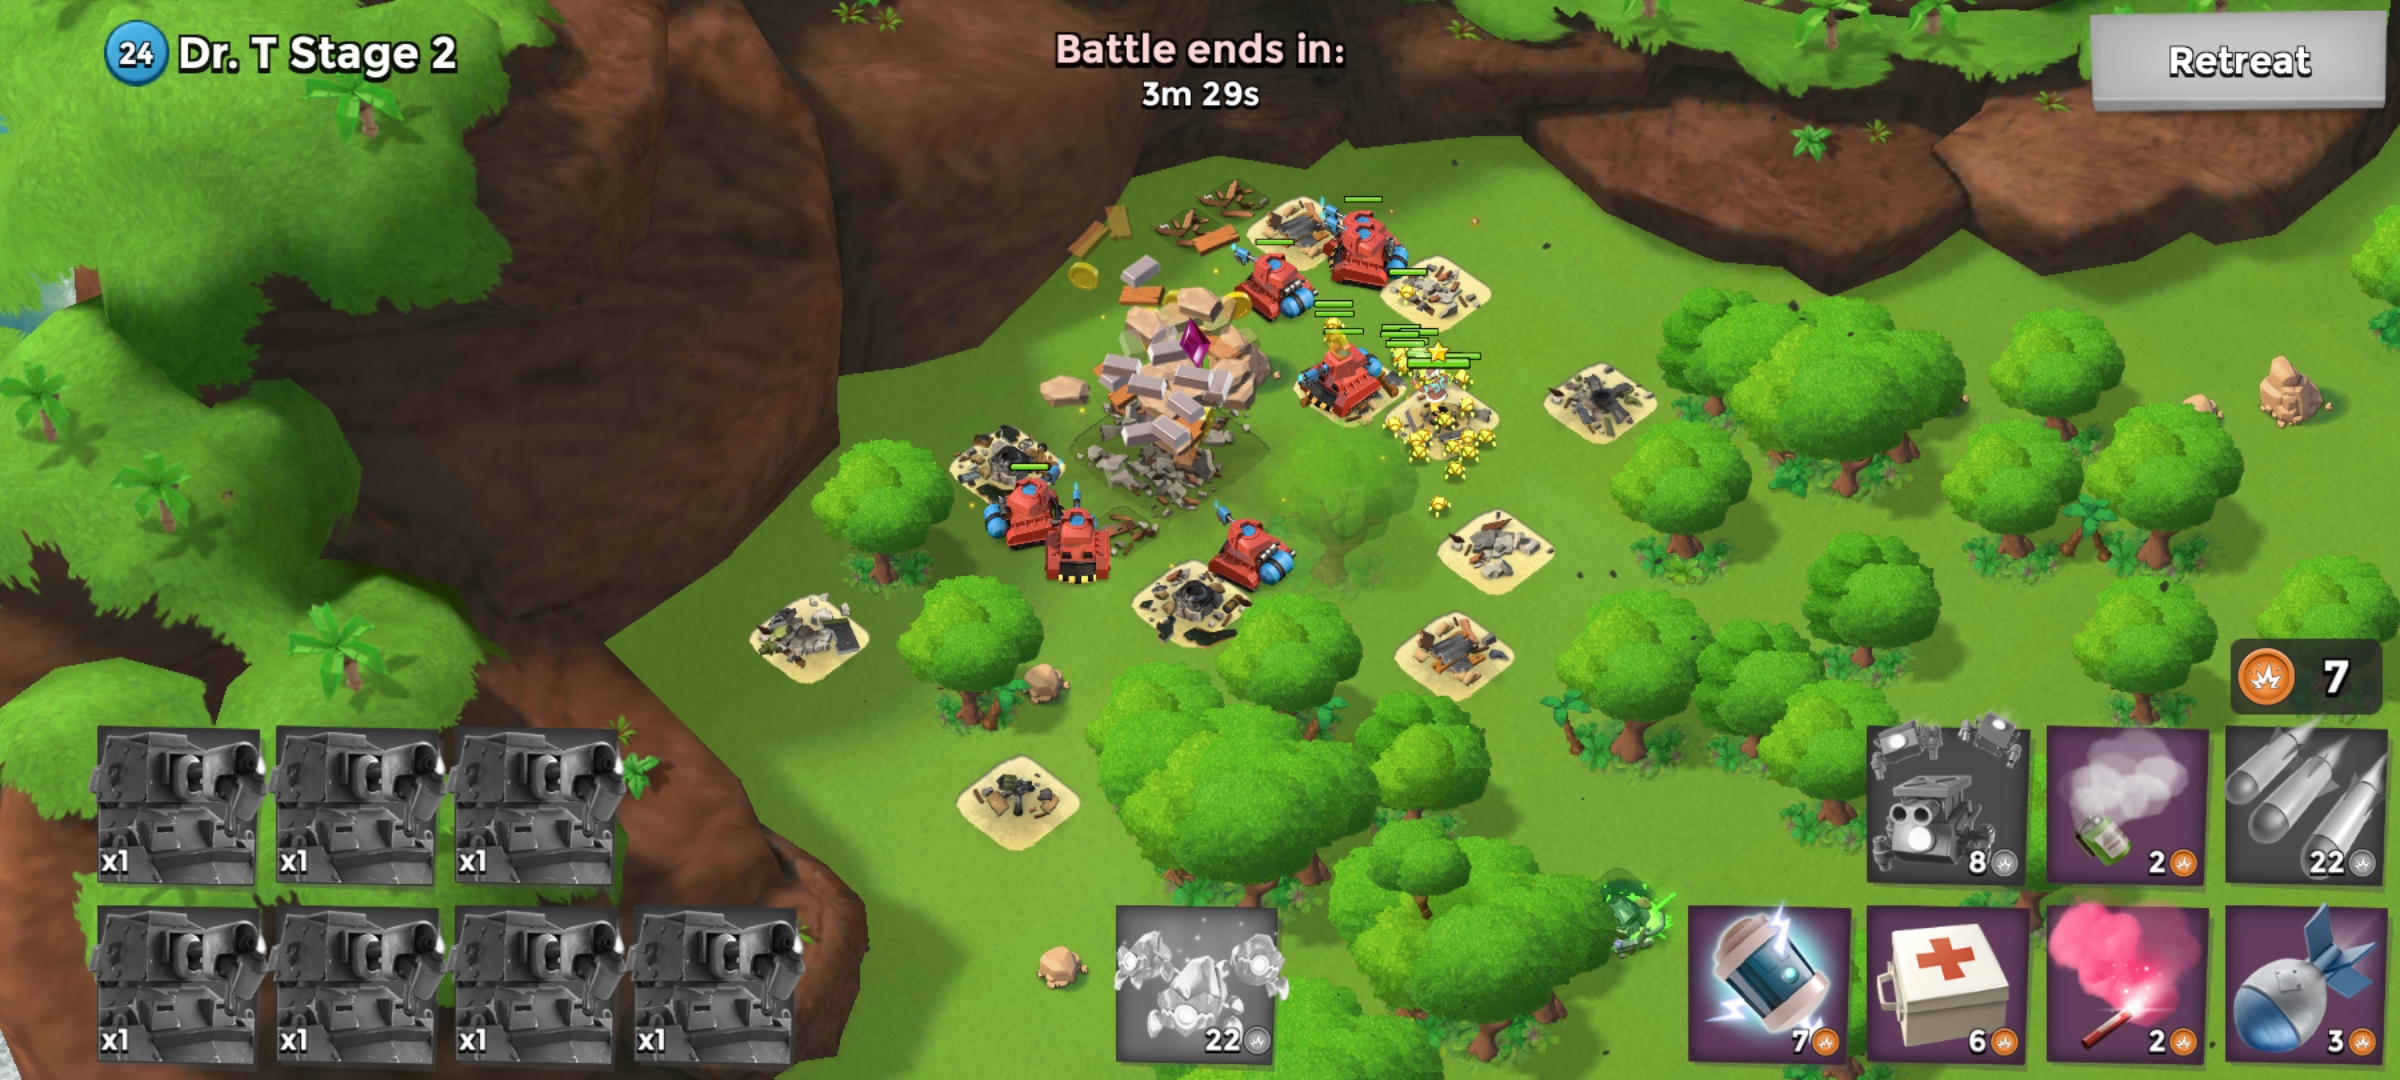 24 Dr. T Stage 2
Battle ends in:
3m 29s
Retreat
7
x1 x1 x1
8 2 22
x1 x1 x1 x1
22 7 6 2 3